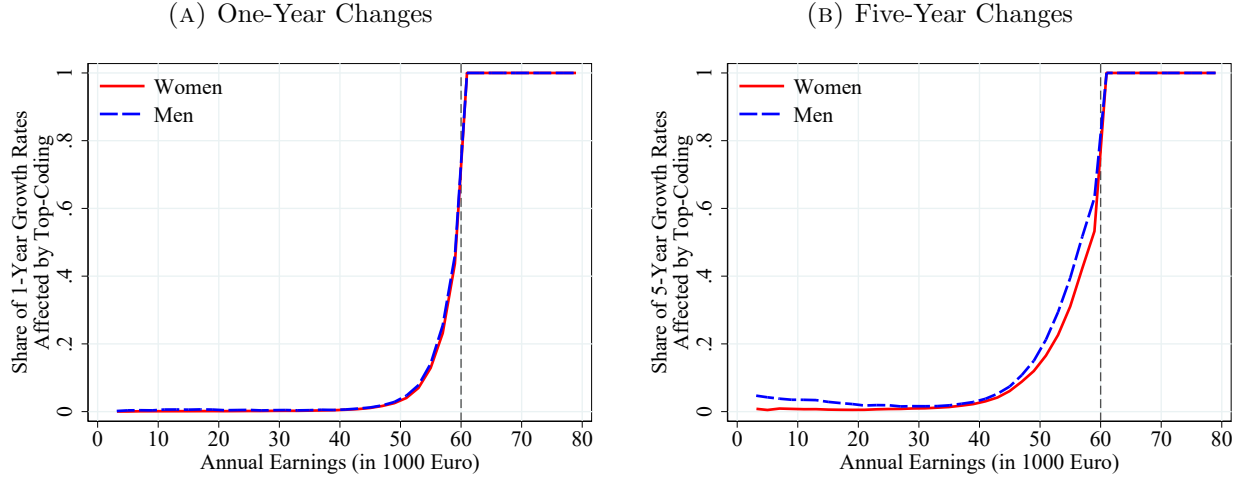 (A) One-Year Changes
Share of 1-Year Growth Rates
Affected by Top-Coding
1
.8
.6
.4
.2
0
Women
Men
0 10 20 30 40 50 60 70 80
Annual Earnings (in 1000 Euro)
(B) Five-Year Changes
Share of 5-Year Growth Rates
Affected by Top-Coding
1
.8
.6
.4
.2
0
Women
Men
0 10 20 30 40 50 60 70 80
Annual Earnings (in 1000 Euro)